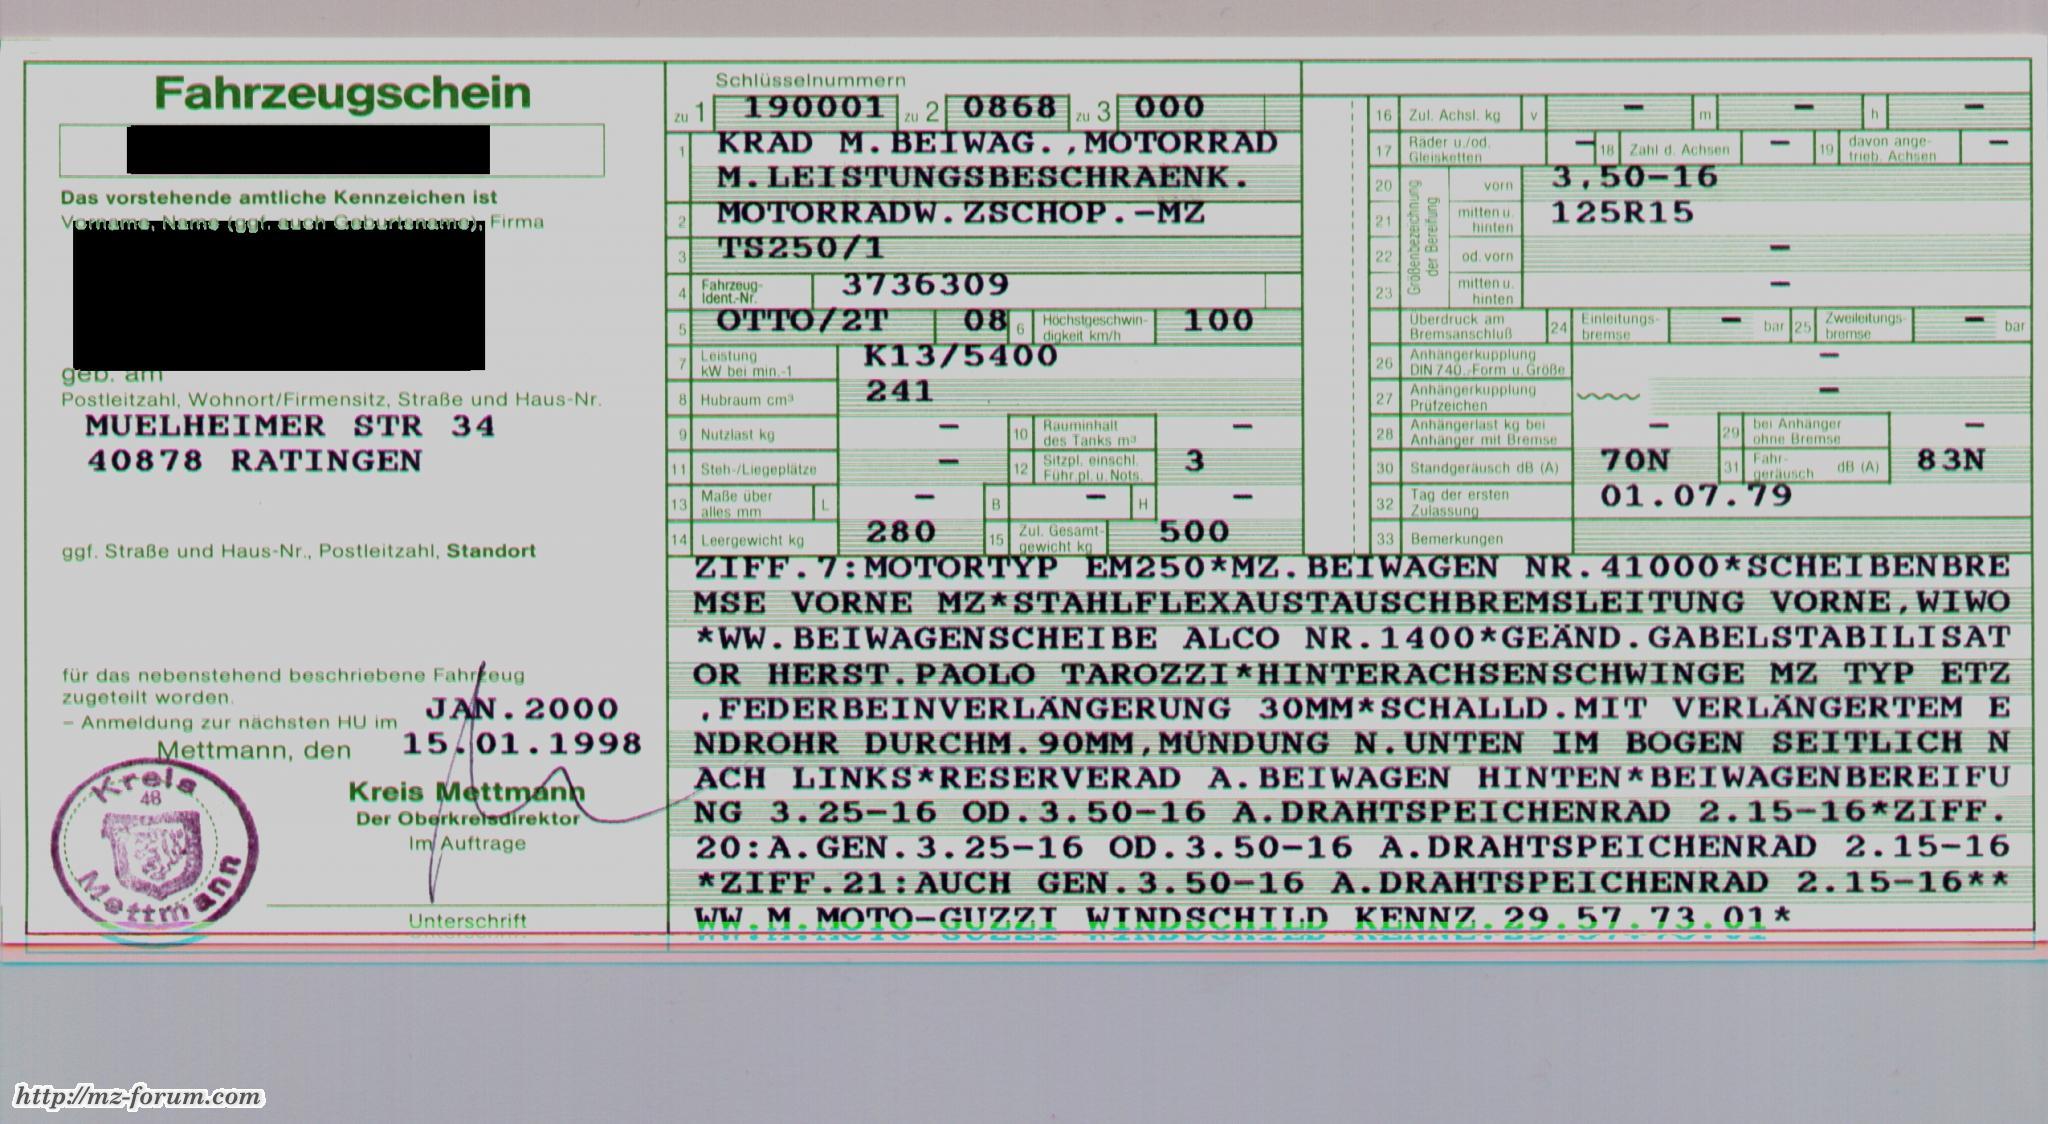 Fahrzeugschein
Das vorstehende amtliche Kennzeichen ist
Vorname, Name (ggf. auch Geburtsname), Firma
geb. am
Postleitzahl, Wohnort/Firmensitz, Straße und Haus-Nr.
MUELHEIMER STR 34
40878 RATINGEN
ggf. Straße und Haus-Nr., Postleitzahl, Standort
für das nebenstehend beschriebene Fahrzeug
zugeteilt worden.
– Anmeldung zur nächsten HU im JAN.2000
Mettmann, den 15.01.1998
Kreis Mettmann
Der Oberkreisdirektor
Im Auftrage
Unterschrift
Kreis
48
Mettmann
Schlüsselnummern
zu 1 190001 zu 2 0868 zu 3 000
1 KRAD M.BEIWAG.,MOTORRAD
M.LEISTUNGSBESCHRAENK.
2 MOTORRADW.ZSCHOP.-MZ
3 TS250/1
4 Fahrzeug-Ident.-Nr. 3736309
5 OTTO/2T 08 6 Höchstgeschwindigkeit km/h 100
7 Leistung kW bei min.-1 K13/5400
8 Hubraum cm³ 241
9 Nutzlast kg – 10 Rauminhalt des Tanks m³ –
11 Steh-/Liegeplätze – 12 Sitzpl. einschl. Führ.pl. u. Nots. 3
13 Maße über alles mm L – B – H –
14 Leergewicht kg 280 15 Zul. Gesamtgewicht kg 500
16 Zul. Achsl. kg v – m – h –
17 Räder u./od. Gleisketten – 18 Zahl d. Achsen – 19 davon angetrieb. Achsen –
Größenbezeichnung der Bereifung
20 vorn 3,50-16
21 mitten u. hinten 125R15
22 od. vorn –
23 mitten u. hinten –
Überdruck am Bremsanschluß 24 Einleitungsbremse – bar 25 Zweileitungsbremse – bar
26 Anhängerkupplung DIN 740.-Form u. Größe –
27 Anhängerkupplung Prüfzeichen –
28 Anhängerlast kg bei Anhänger mit Bremse – 29 bei Anhänger ohne Bremse –
30 Standgeräusch dB (A) 70N 31 Fahrgeräusch dB (A) 83N
32 Tag der ersten Zulassung 01.07.79
33 Bemerkungen
ZIFF.7:MOTORTYP EM250*MZ.BEIWAGEN NR.41000*SCHEIBENBRE
MSE VORNE MZ*STAHLFLEXAUSTAUSCHBREMSLEITUNG VORNE,WIWO
*WW.BEIWAGENSCHEIBE ALCO NR.1400*GEÄND.GABELSTABILISAT
OR HERST.PAOLO TAROZZI*HINTERACHSENSCHWINGE MZ TYP ETZ
,FEDERBEINVERLÄNGERUNG 30MM*SCHALLD.MIT VERLÄNGERTEM E
NDROHR DURCHM.90MM,MÜNDUNG N.UNTEN IM BOGEN SEITLICH N
ACH LINKS*RESERVERAD A.BEIWAGEN HINTEN*BEIWAGENBEREIFU
NG 3.25-16 OD.3.50-16 A.DRAHTSPEICHENRAD 2.15-16*ZIFF.
20:A.GEN.3.25-16 OD.3.50-16 A.DRAHTSPEICHENRAD 2.15-16
*ZIFF.21:AUCH GEN.3.50-16 A.DRAHTSPEICHENRAD 2.15-16**
WW.M.MOTO-GUZZI WINDSCHILD KENNZ.29.57.73.01*
http://mz-forum.com